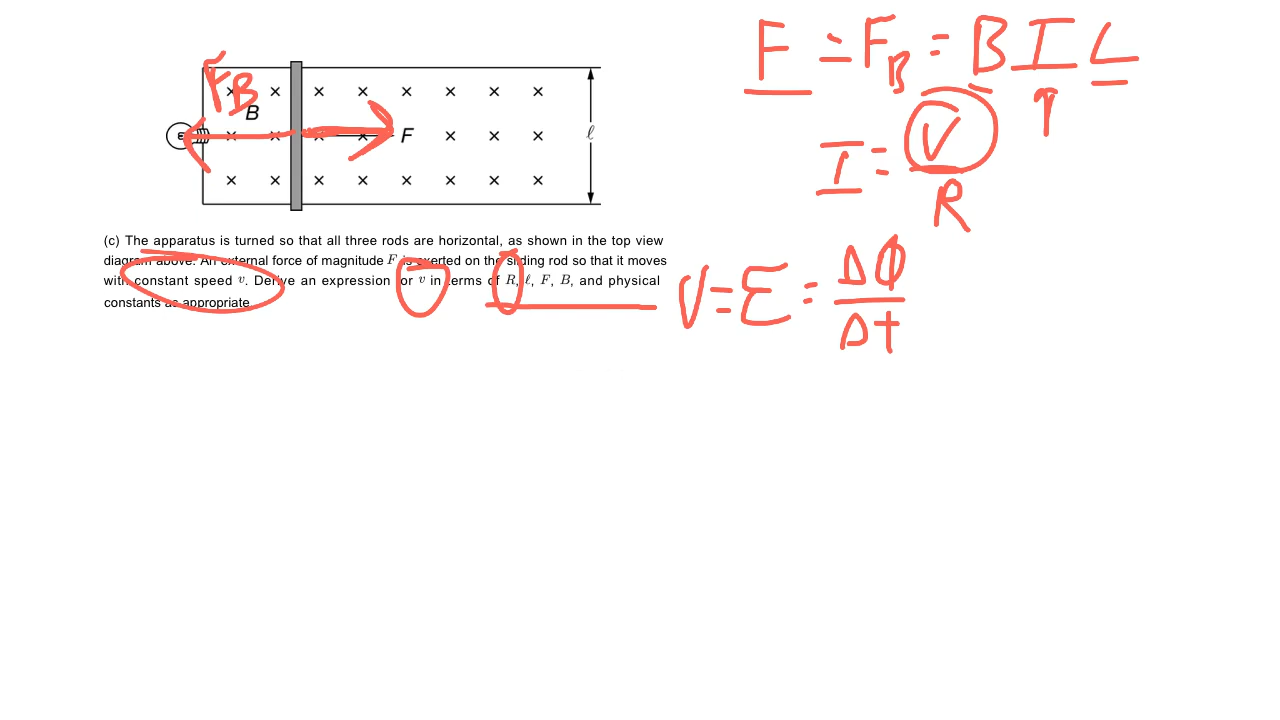 F = F_B = B I L
I = V / R
F_B
B
F
ℓ
(c) The apparatus is turned so that all three rods are horizontal, as shown in the top view
diagram above. An external force of magnitude F is exerted on the sliding rod so that it moves
with constant speed v. Derive an expression for v in terms of R, ℓ, F, B, and physical
constants as appropriate.
V = ε = ΔΦ / Δt